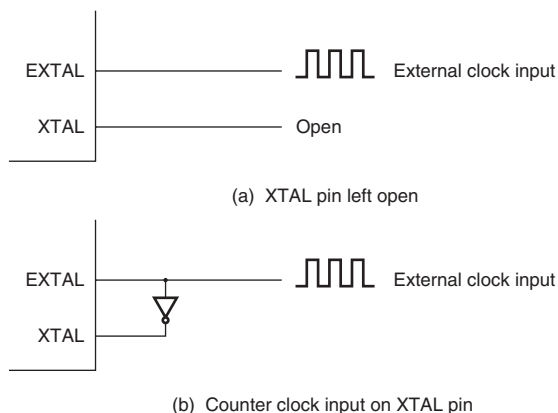 EXTAL
External clock input
XTAL
Open
(a) XTAL pin left open
EXTAL
External clock input
XTAL
(b) Counter clock input on XTAL pin